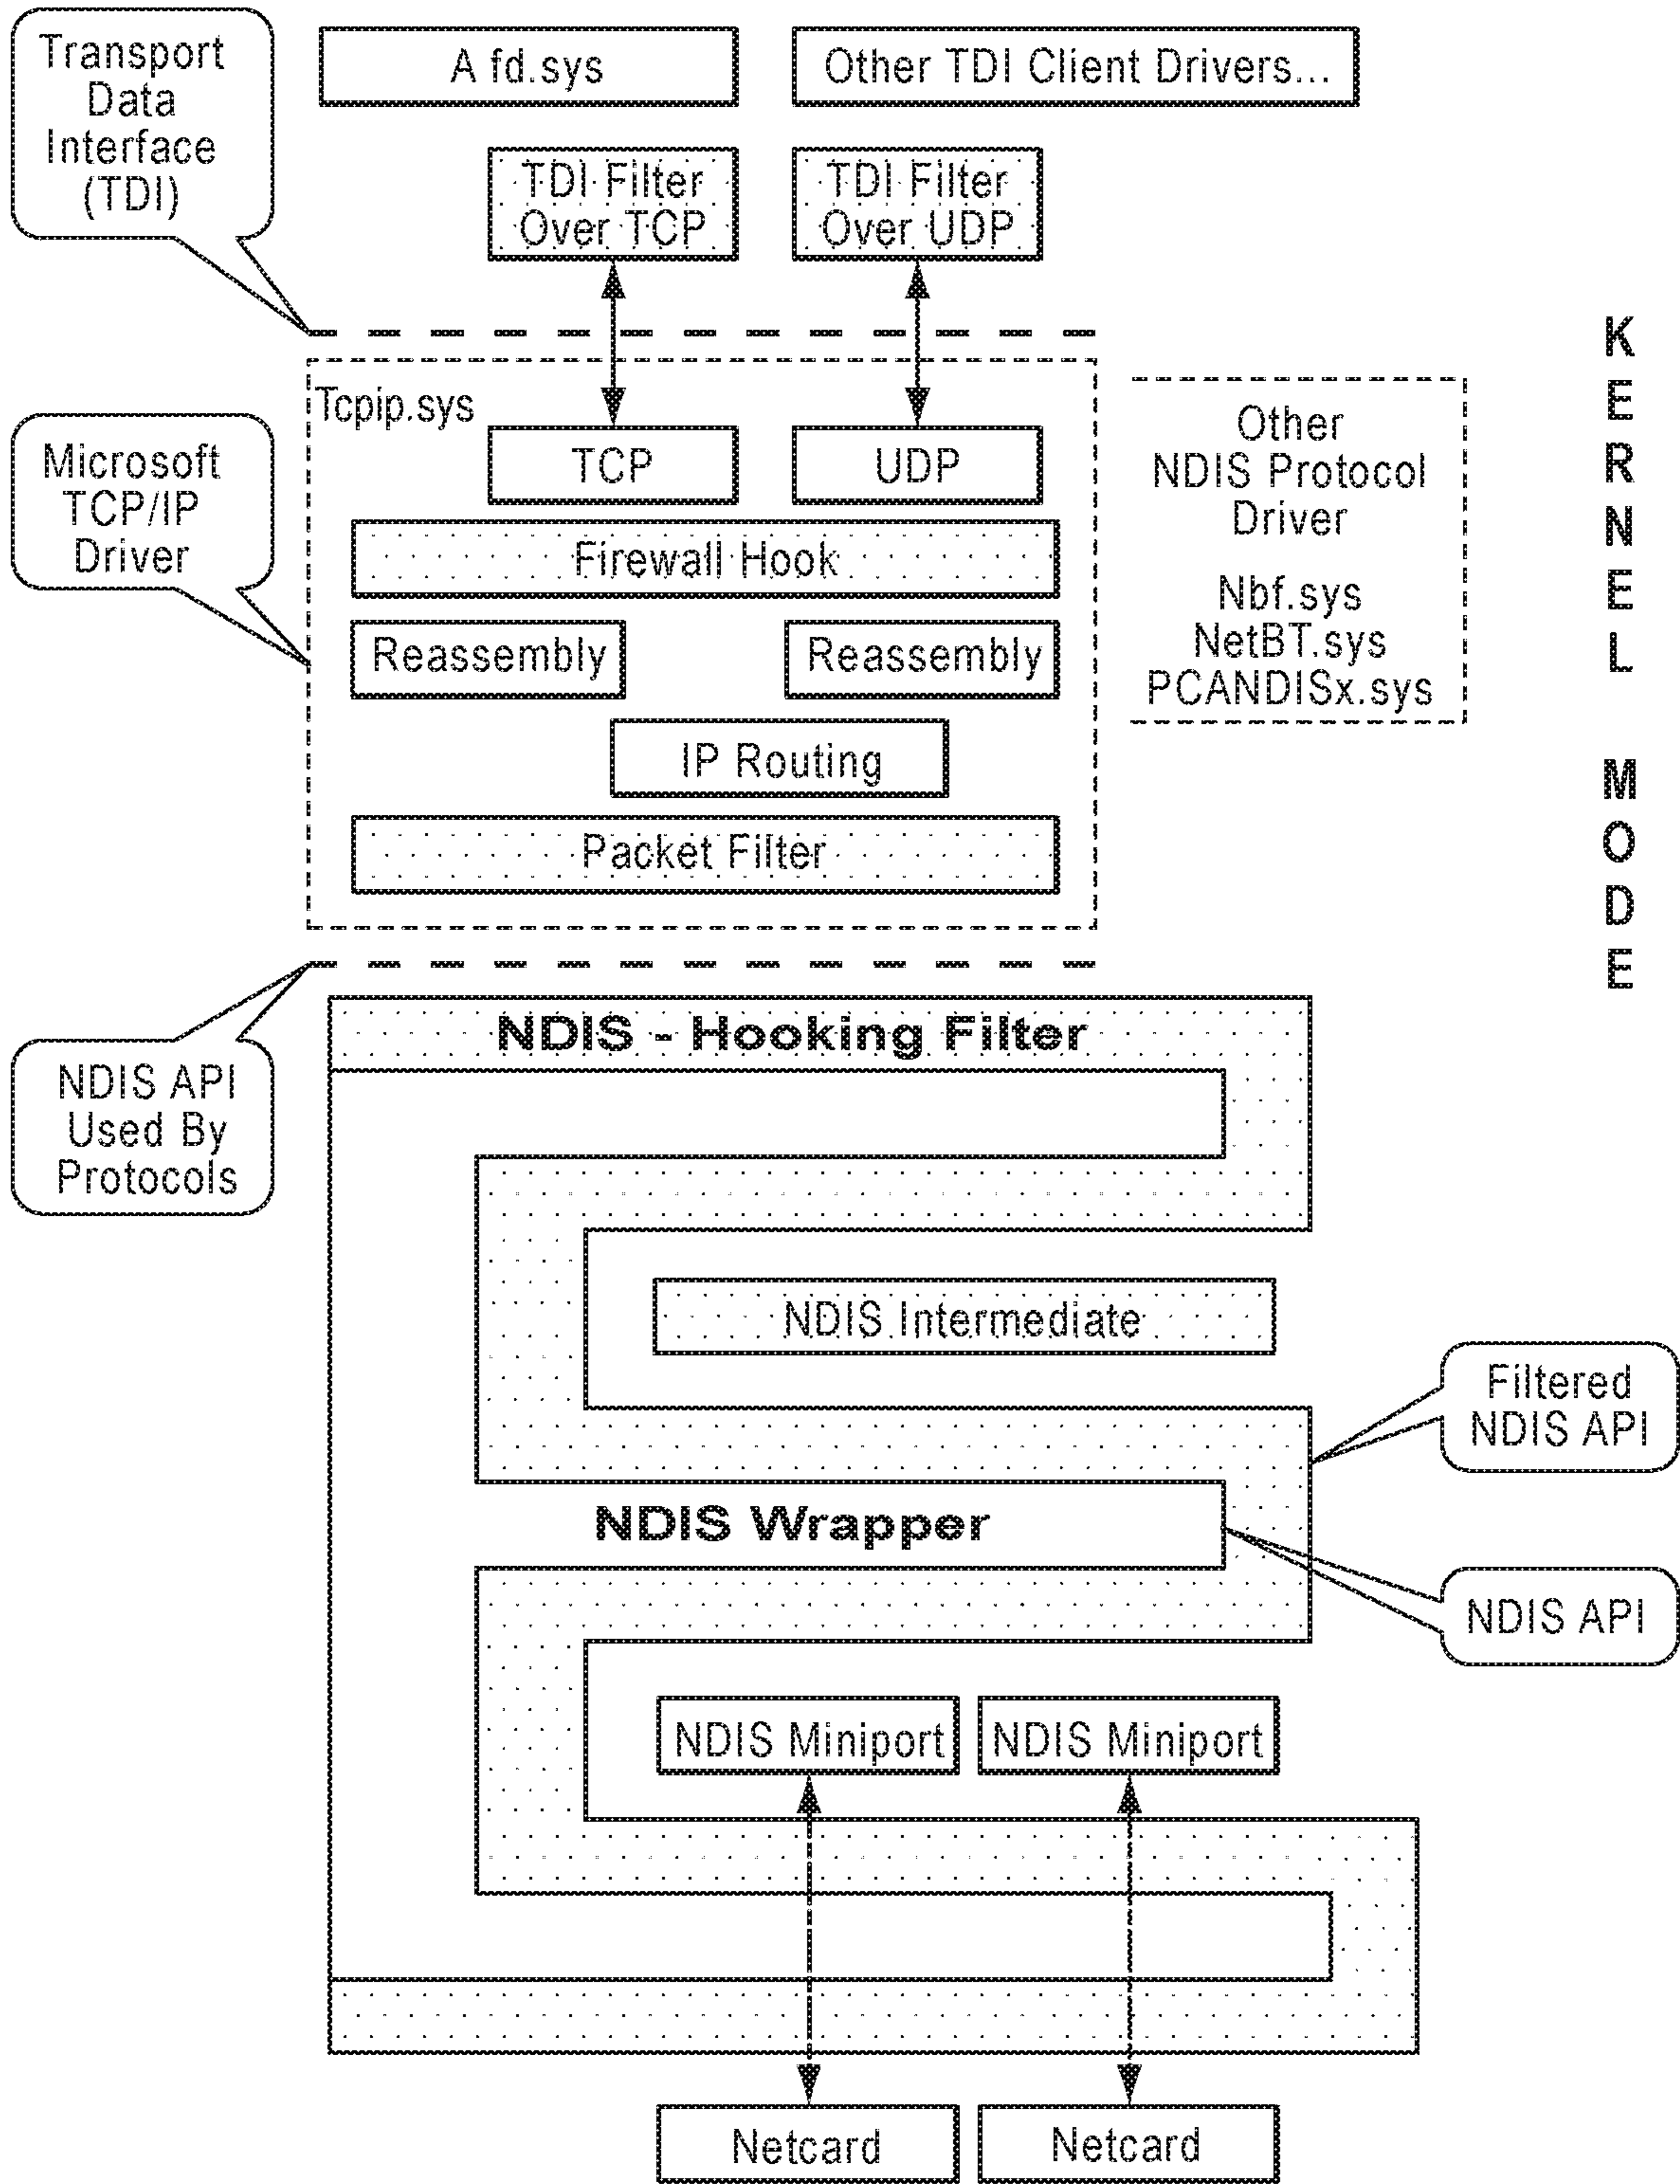 Transport
Data
Interface
(TDI)
A fd.sys
Other TDI Client Drivers...
TDI Filter
Over TCP
TDI Filter
Over UDP
Tcpip.sys
Microsoft
TCP/IP
Driver
TCP
UDP
Firewall Hook
Reassembly
Reassembly
IP Routing
Packet Filter
Other
NDIS Protocol
Driver
Nbf.sys
NetBT.sys
PCANDISx.sys
KERNEL MODE
NDIS API
Used By
Protocols
NDIS - Hooking Filter
NDIS Intermediate
Filtered
NDIS API
NDIS Wrapper
NDIS API
NDIS Miniport
NDIS Miniport
Netcard
Netcard